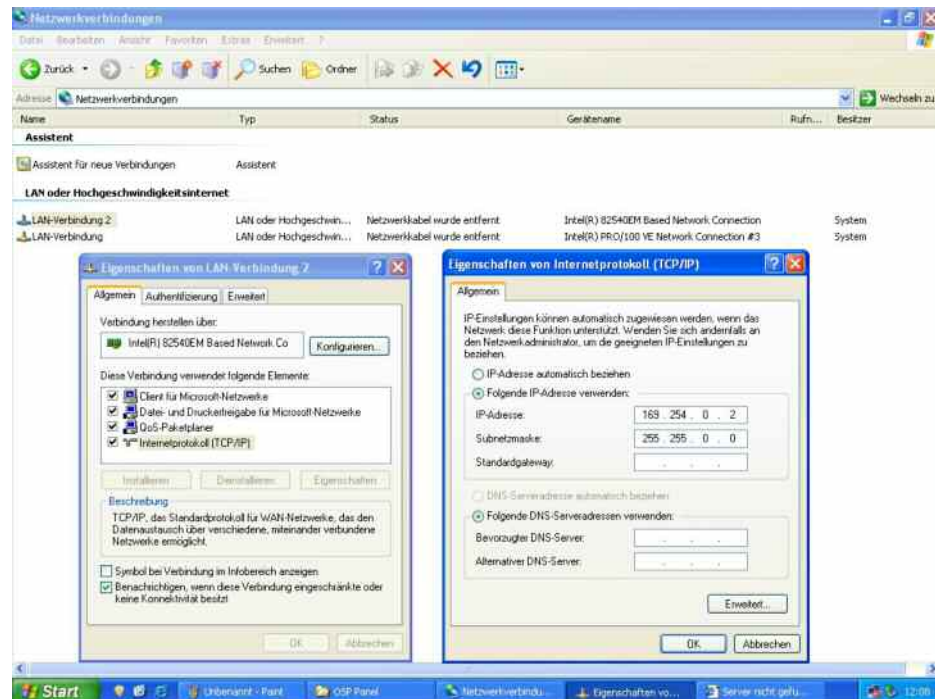 Netzwerkverbindungen
Datei Bearbeiten Ansicht Favoriten Extras Erweitert ?
Zurück Suchen Ordner
Adresse Netzwerkverbindungen Wechseln zu
Name Typ Status Gerätename Rufn... Besitzer
Assistent
Assistent für neue Verbindungen Assistent
LAN oder Hochgeschwindigkeitsinternet
LAN-Verbindung 2 LAN oder Hochgeschwin... Netzwerkkabel wurde entfernt Intel(R) 82540EM Based Network Connection System
LAN-Verbindung LAN oder Hochgeschwin... Netzwerkkabel wurde entfernt Intel(R) PRO/100 VE Network Connection #3 System
Eigenschaften von LAN-Verbindung 2
Allgemein Authentifizierung Erweitert
Verbindung herstellen über:
Intel(R) 82540EM Based Network Co
Konfigurieren...
Diese Verbindung verwendet folgende Elemente:
Client für Microsoft-Netzwerke
Datei- und Druckerfreigabe für Microsoft-Netzwerke
QoS-Paketplaner
Internetprotokoll (TCP/IP)
Installieren Deinstallieren Eigenschaften
Beschreibung
TCP/IP, das Standardprotokoll für WAN-Netzwerke, das den
Datenaustausch über verschiedene, miteinander verbundene
Netzwerke ermöglicht.
Symbol bei Verbindung im Infobereich anzeigen
Benachrichtigen, wenn diese Verbindung eingeschränkte oder
keine Konnektivität besitzt
OK Abbrechen
Eigenschaften von Internetprotokoll (TCP/IP)
Allgemein
IP-Einstellungen können automatisch zugewiesen werden, wenn das
Netzwerk diese Funktion unterstützt. Wenden Sie sich andernfalls an
den Netzwerkadministrator, um die geeigneten IP-Einstellungen zu
beziehen.
IP-Adresse automatisch beziehen
Folgende IP-Adresse verwenden:
IP-Adresse: 169 . 254 . 0 . 2
Subnetzmaske: 255 . 255 . 0 . 0
Standardgateway: . . .
DNS-Serveradresse automatisch beziehen
Folgende DNS-Serveradressen verwenden:
Bevorzugter DNS-Server: . . .
Alternativer DNS-Server: . . .
Erweitert...
OK Abbrechen
Start Unbenannt - Paint OSP Panel Netzwerkverbindu... Eigenschaften vo... Server nicht gefu... 12:08